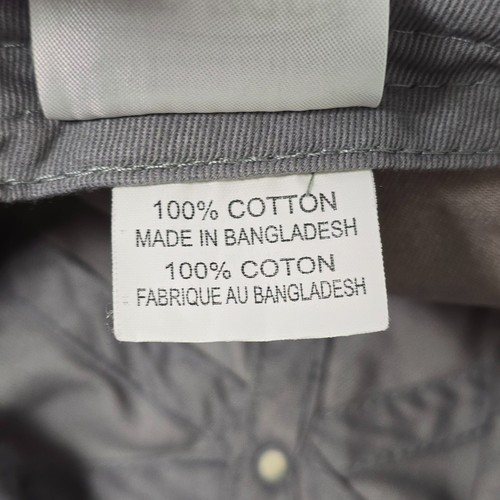 100% COTTON
MADE IN BANGLADESH
100% COTON
FABRIQUE AU BANGLADESH